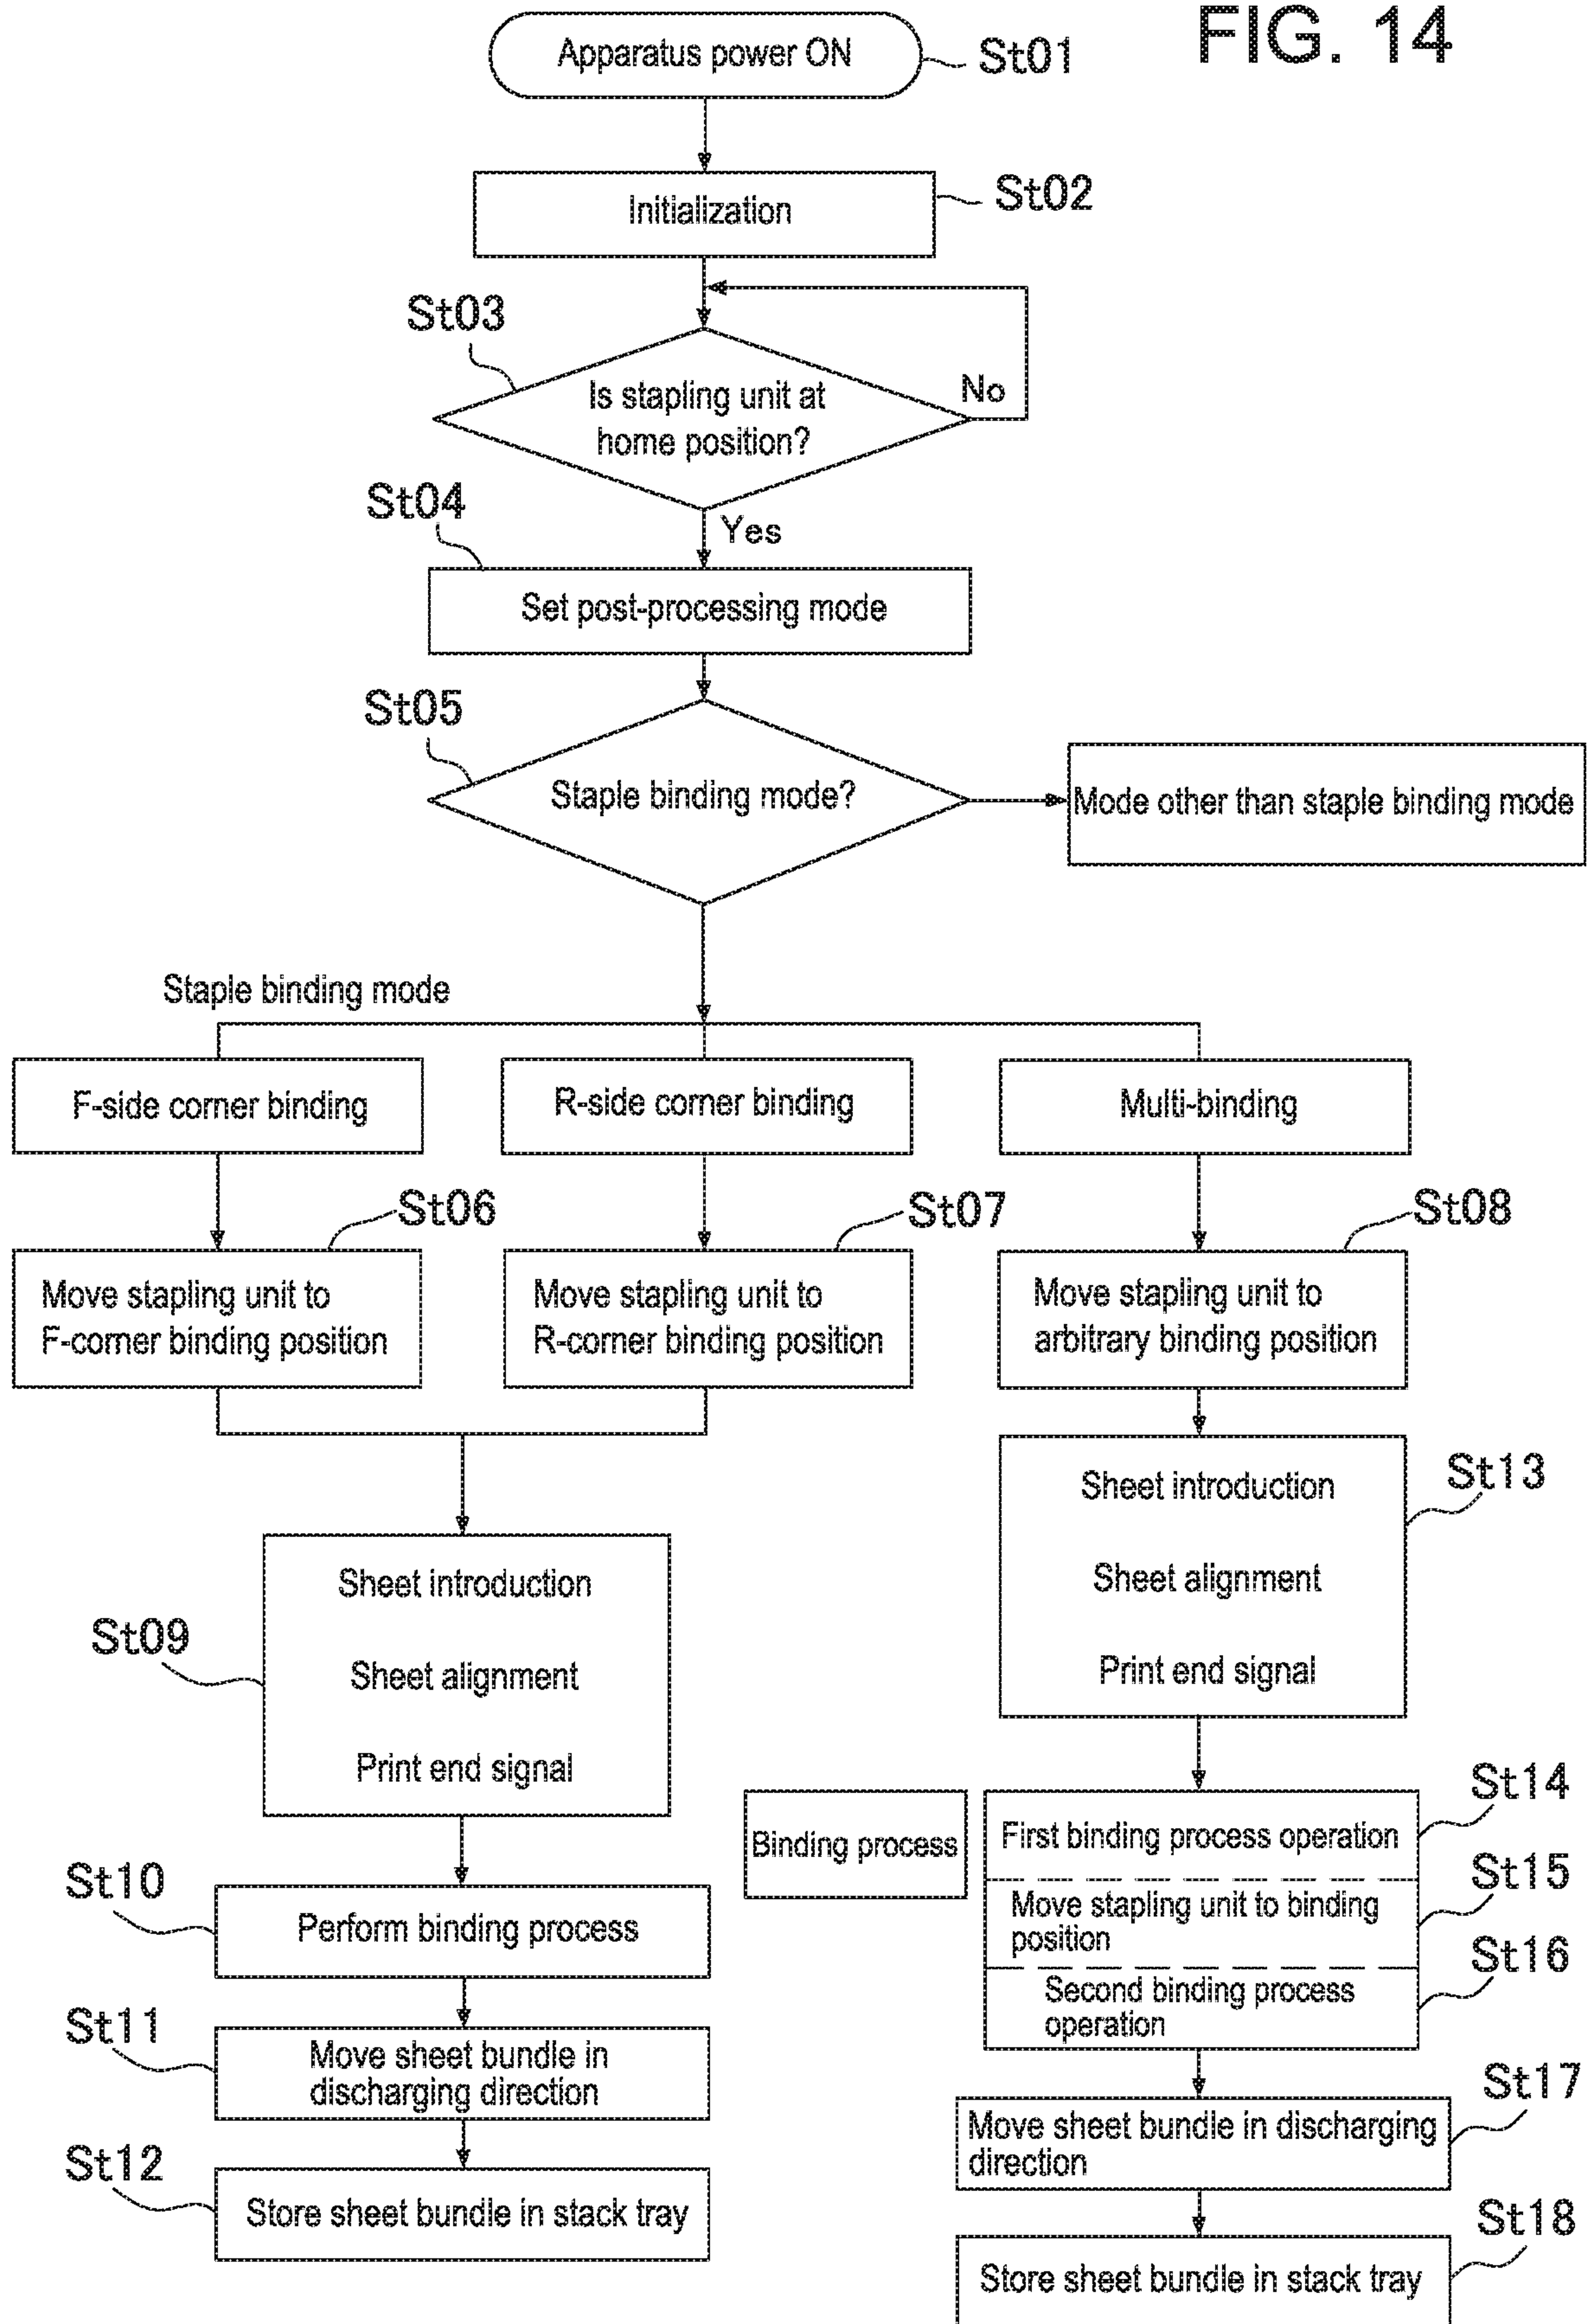 FIG. 14
Apparatus power ON
St01
Initialization
St02
St03
Is stapling unit at
home position?
No
Yes
St04
Set post-processing mode
St05
Staple binding mode?
Mode other than staple binding mode
Staple binding mode
F-side corner binding
R-side corner binding
Multi-binding
St06
St07
St08
Move stapling unit to
F-corner binding position
Move stapling unit to
R-corner binding position
Move stapling unit to
arbitrary binding position
St09
Sheet introduction
Sheet alignment
Print end signal
St13
Sheet introduction
Sheet alignment
Print end signal
St10
Perform binding process
Binding process
St14
First binding process operation
St15
Move stapling unit to binding
position
St16
Second binding process
operation
St11
Move sheet bundle in
discharging direction
St17
Move sheet bundle in discharging
direction
St12
Store sheet bundle in stack tray
St18
Store sheet bundle in stack tray